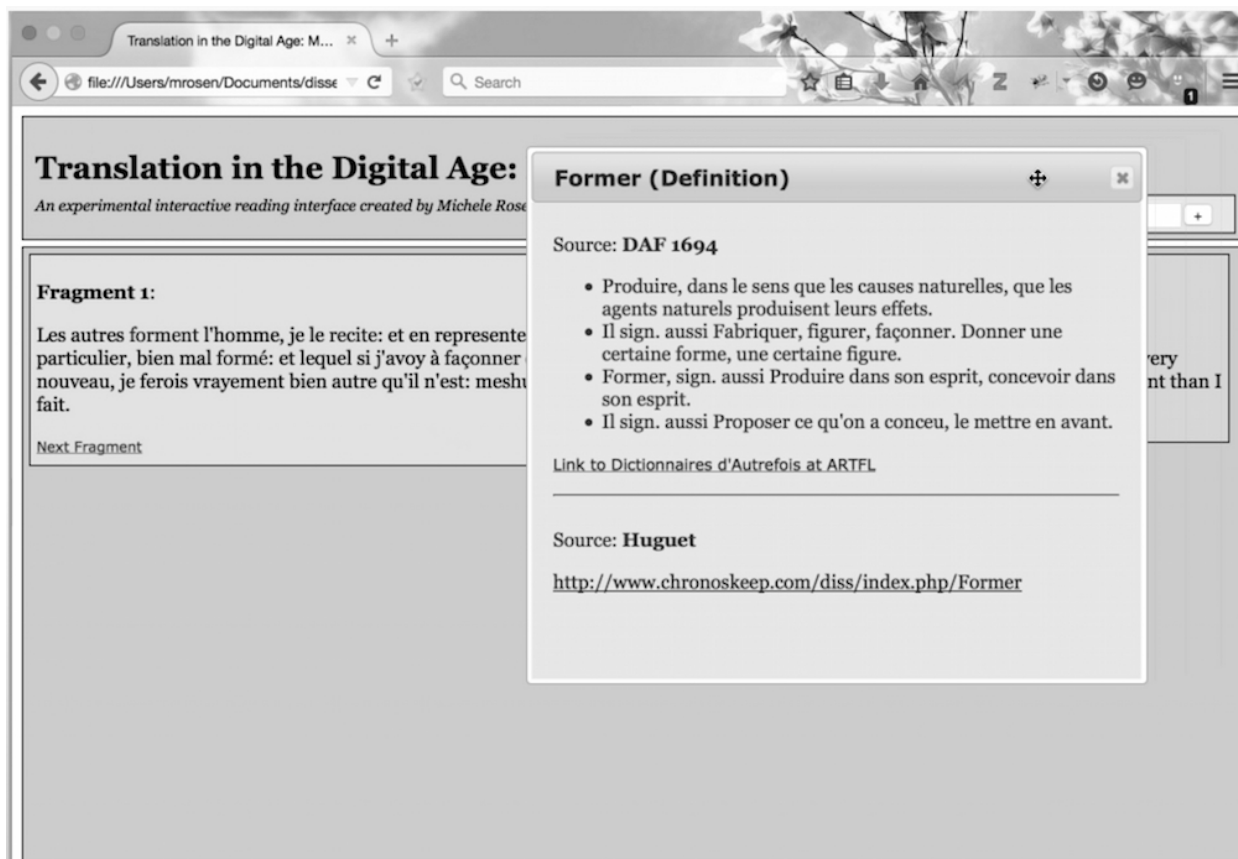 Translation in the Digital Age: M...
file:///Users/mrosen/Documents/disse
Search
Z
1
Translation in the Digital Age:
An experimental interactive reading interface created by Michele Rose
+
Fragment 1:
Les autres forment l'homme, je le recite: et en represente
particulier, bien mal formé: et lequel si j'avoy à façonner
nouveau, je ferois vrayement bien autre qu'il n'est: meshu
fait.
Next Fragment
very
nt than I
Former (Definition)
Source: DAF 1694
• Produire, dans le sens que les causes naturelles, que les
agents naturels produisent leurs effets.
• Il sign. aussi Fabriquer, figurer, façonner. Donner une
certaine forme, une certaine figure.
• Former, sign. aussi Produire dans son esprit, concevoir dans
son esprit.
• Il sign. aussi Proposer ce qu'on a conceu, le mettre en avant.
Link to Dictionnaires d'Autrefois at ARTFL
Source: Huguet
http://www.chronoskeep.com/diss/index.php/Former